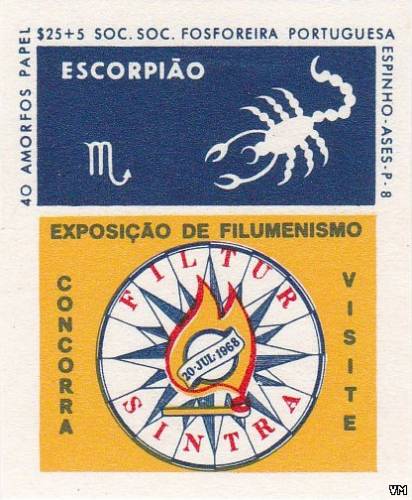 $25+5 SOC. SOC. FOSFOREIRA PORTUGUESA
40 AMORFOS PAPEL
ESPINHO-ASES-P-8
ESCORPIÃO
EXPOSIÇÃO DE FILUMENISMO
CONCORRA
VISITE
FILTUR
20·JUL·1968
SINTRA
VM